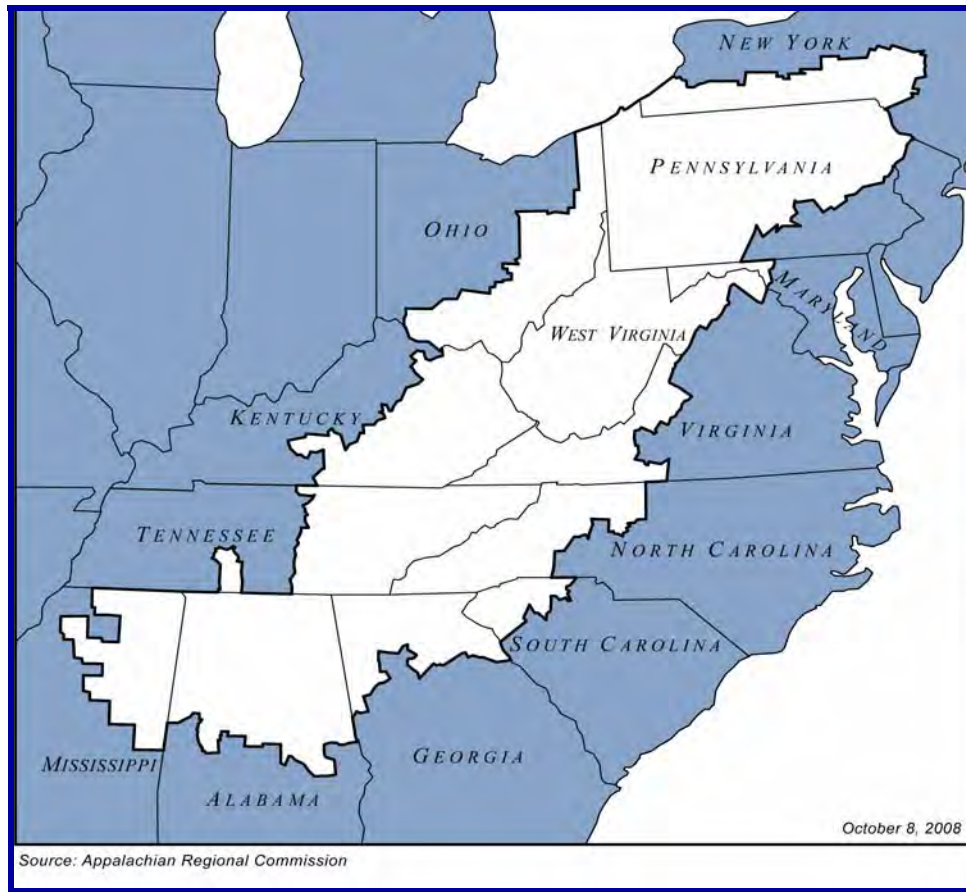 NEW YORK
PENNSYLVANIA
OHIO
MARYLAND
WEST VIRGINIA
KENTUCKY
VIRGINIA
TENNESSEE
NORTH CAROLINA
SOUTH CAROLINA
MISSISSIPPI
GEORGIA
ALABAMA
October 8, 2008
Source: Appalachian Regional Commission